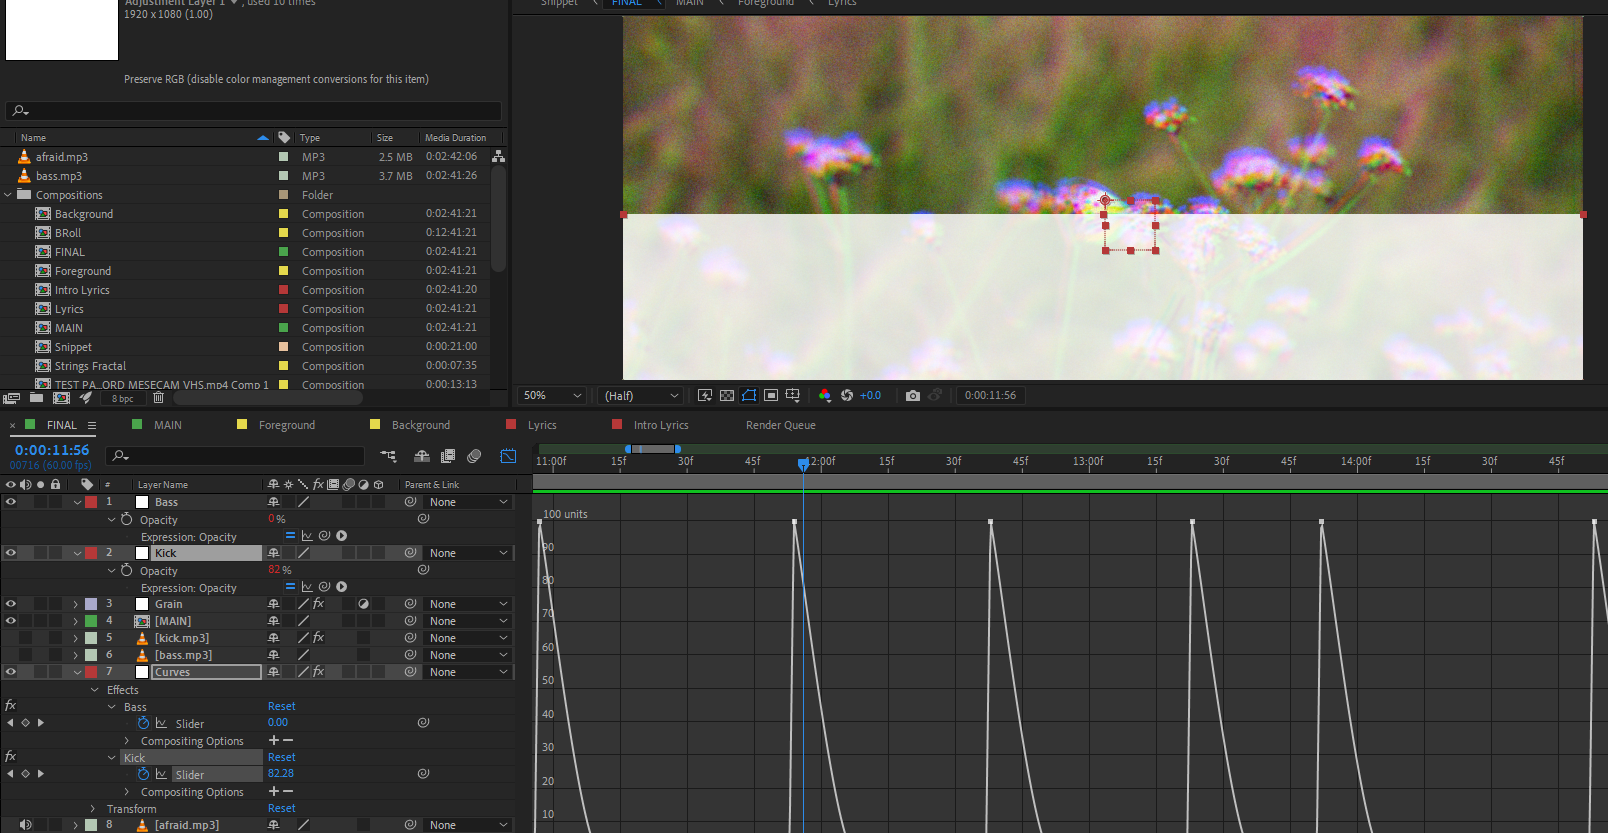 Adjustment Layer 1 , used 10 times
1920 x 1080 (1.00)
Preserve RGB (disable color management conversions for this item)
Name Type Size Media Duration
afraid.mp3 MP3 2.5 MB 0:02:42:06
bass.mp3 MP3 3.7 MB 0:02:41:26
Compositions Folder
Background Composition 0:02:41:21
BRoll Composition 0:12:41:21
FINAL Composition 0:02:41:21
Foreground Composition 0:02:41:21
Intro Lyrics Composition 0:02:41:20
Lyrics Composition 0:02:41:21
MAIN Composition 0:02:41:21
Snippet Composition 0:00:21:00
Strings Fractal Composition 0:00:07:35
TEST PA...ORD MESECAM VHS.mp4 Comp 1 Composition 0:00:13:13
8 bpc
Snippet FINAL MAIN Foreground Lyrics
50% (Half) +0.0 0:00:11:56
FINAL MAIN Foreground Background Lyrics Intro Lyrics Render Queue
0:00:11:56
00716 (60.00 fps)
# Layer Name fx Parent & Link
1 Bass None
Opacity 0 %
Expression: Opacity
2 Kick None
Opacity 82 %
Expression: Opacity
3 Grain fx None
4 [MAIN] None
5 [kick.mp3] fx None
6 [bass.mp3] None
7 Curves fx None
Effects
fx Bass Reset
Slider 0.00
Compositing Options + −
fx Kick Reset
Slider 82.28
Compositing Options + −
Transform Reset
8 [afraid.mp3] None
11:00f 15f 30f 45f 12:00f 15f 30f 45f 13:00f 15f 30f 45f 14:00f 15f 30f 45f
100 units
90
80
70
60
50
40
30
20
10